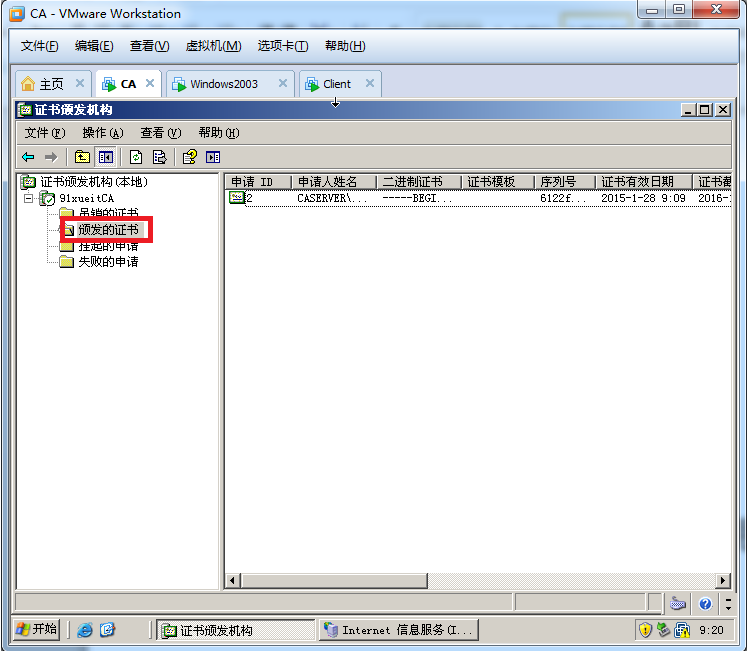 CA - VMware Workstation
文件(F) 编辑(E) 查看(V) 虚拟机(M) 选项卡(T) 帮助(H)
主页 CA Windows2003 Client
证书颁发机构
文件(F) 操作(A) 查看(V) 帮助(H)
证书颁发机构(本地)
91xueitCA
吊销的证书
颁发的证书
挂起的申请
失败的申请
申请 ID 申请人姓名 二进制证书 证书模板 序列号 证书有效日期 证书截
2 CASERVER\... -----BEGI... 6122f... 2015-1-28 9:09 2016-
开始 证书颁发机构 Internet 信息服务(I... 9:20